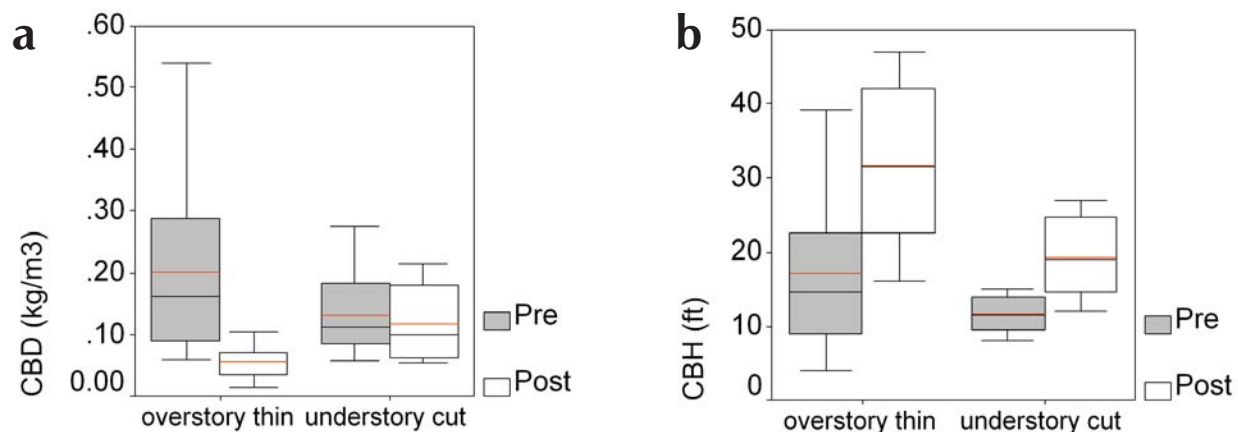 a
.60
.50
.40
.30
.20
.10
0.00
CBD (kg/m3)
overstory thin understory cut
Pre
Post
b
50
40
30
20
10
0
CBH (ft)
overstory thin understory cut
Pre
Post